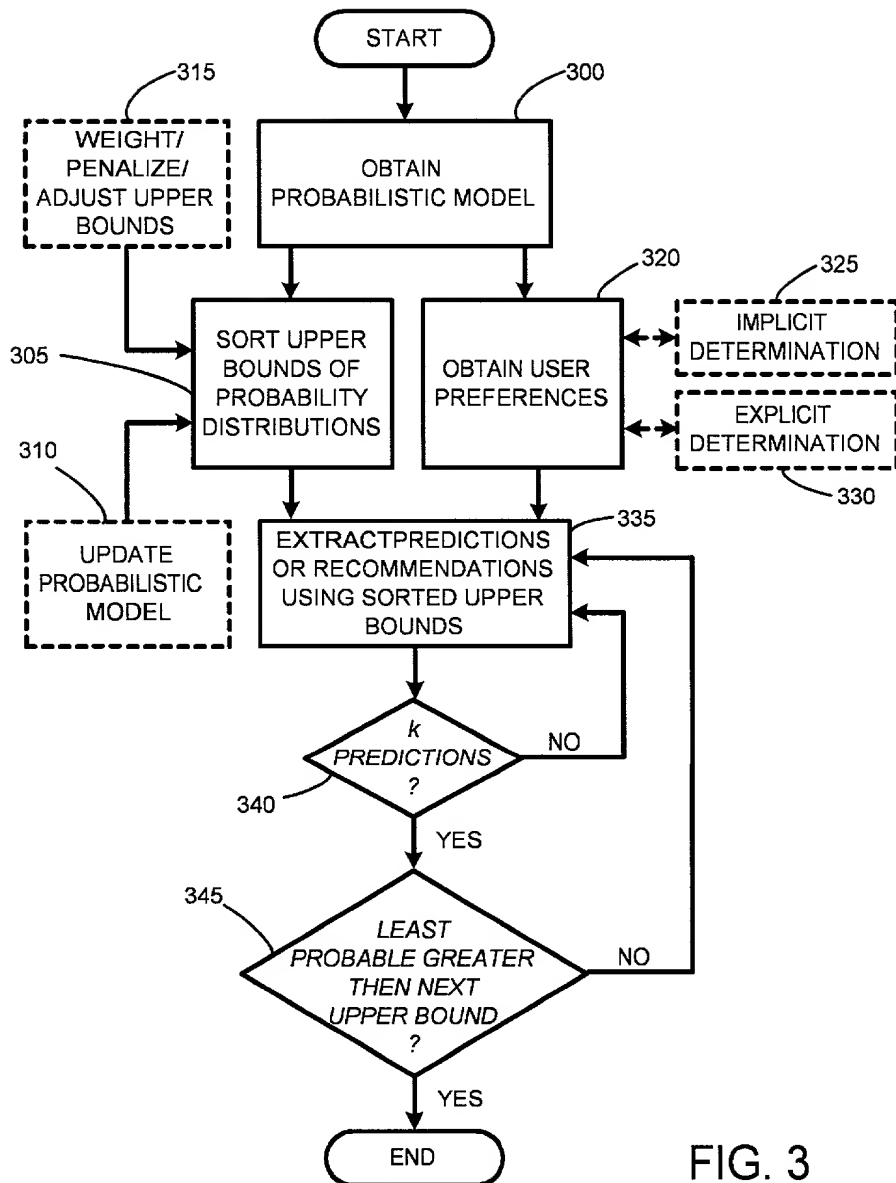 START
315
300
WEIGHT/
PENALIZE/
ADJUST UPPER
BOUNDS
OBTAIN
PROBABILISTIC MODEL
320
325
305
SORT UPPER
BOUNDS OF
PROBABILITY
DISTRIBUTIONS
OBTAIN USER
PREFERENCES
IMPLICIT
DETERMINATION
EXPLICIT
DETERMINATION
310
330
335
UPDATE
PROBABILISTIC
MODEL
EXTRACTPREDICTIONS
OR RECOMMENDATIONS
USING SORTED UPPER
BOUNDS
k
PREDICTIONS
?
NO
340
YES
345
LEAST
PROBABLE GREATER
THEN NEXT
UPPER BOUND
?
NO
YES
END
FIG. 3